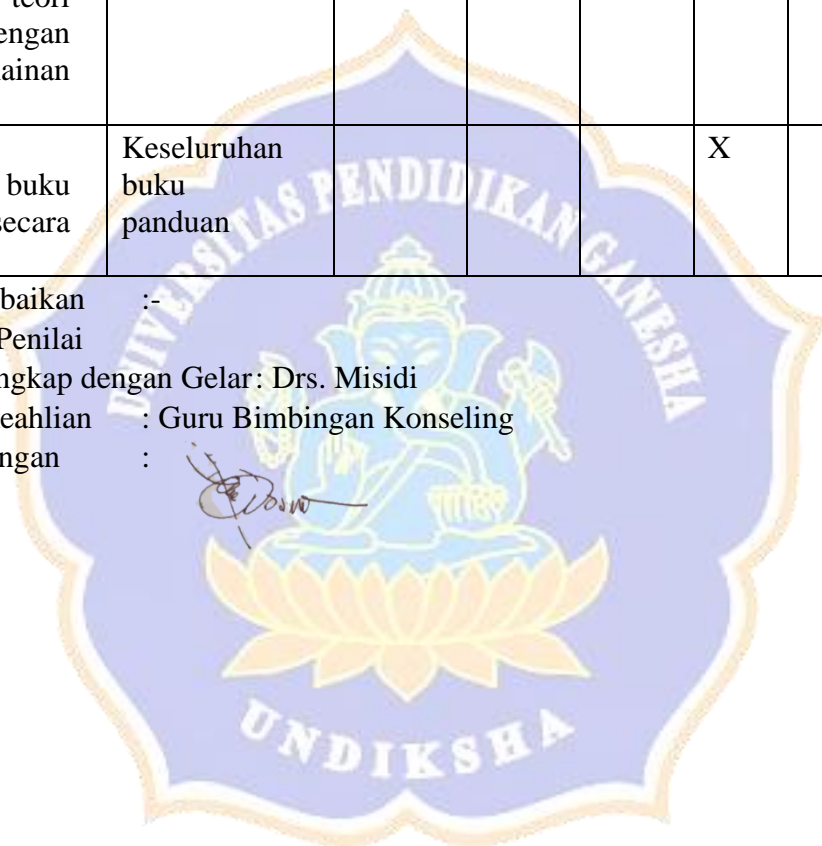 teori
engan
ainan
Keseluruhan X
buku buku
secara panduan
baikan :-
Penilai
ngkap dengan Gelar: Drs. Misidi
eahlian : Guru Bimbingan Konseling
ngan :
UNIVERSITAS PENDIDIKAN GANESHA
UNDIKSHA